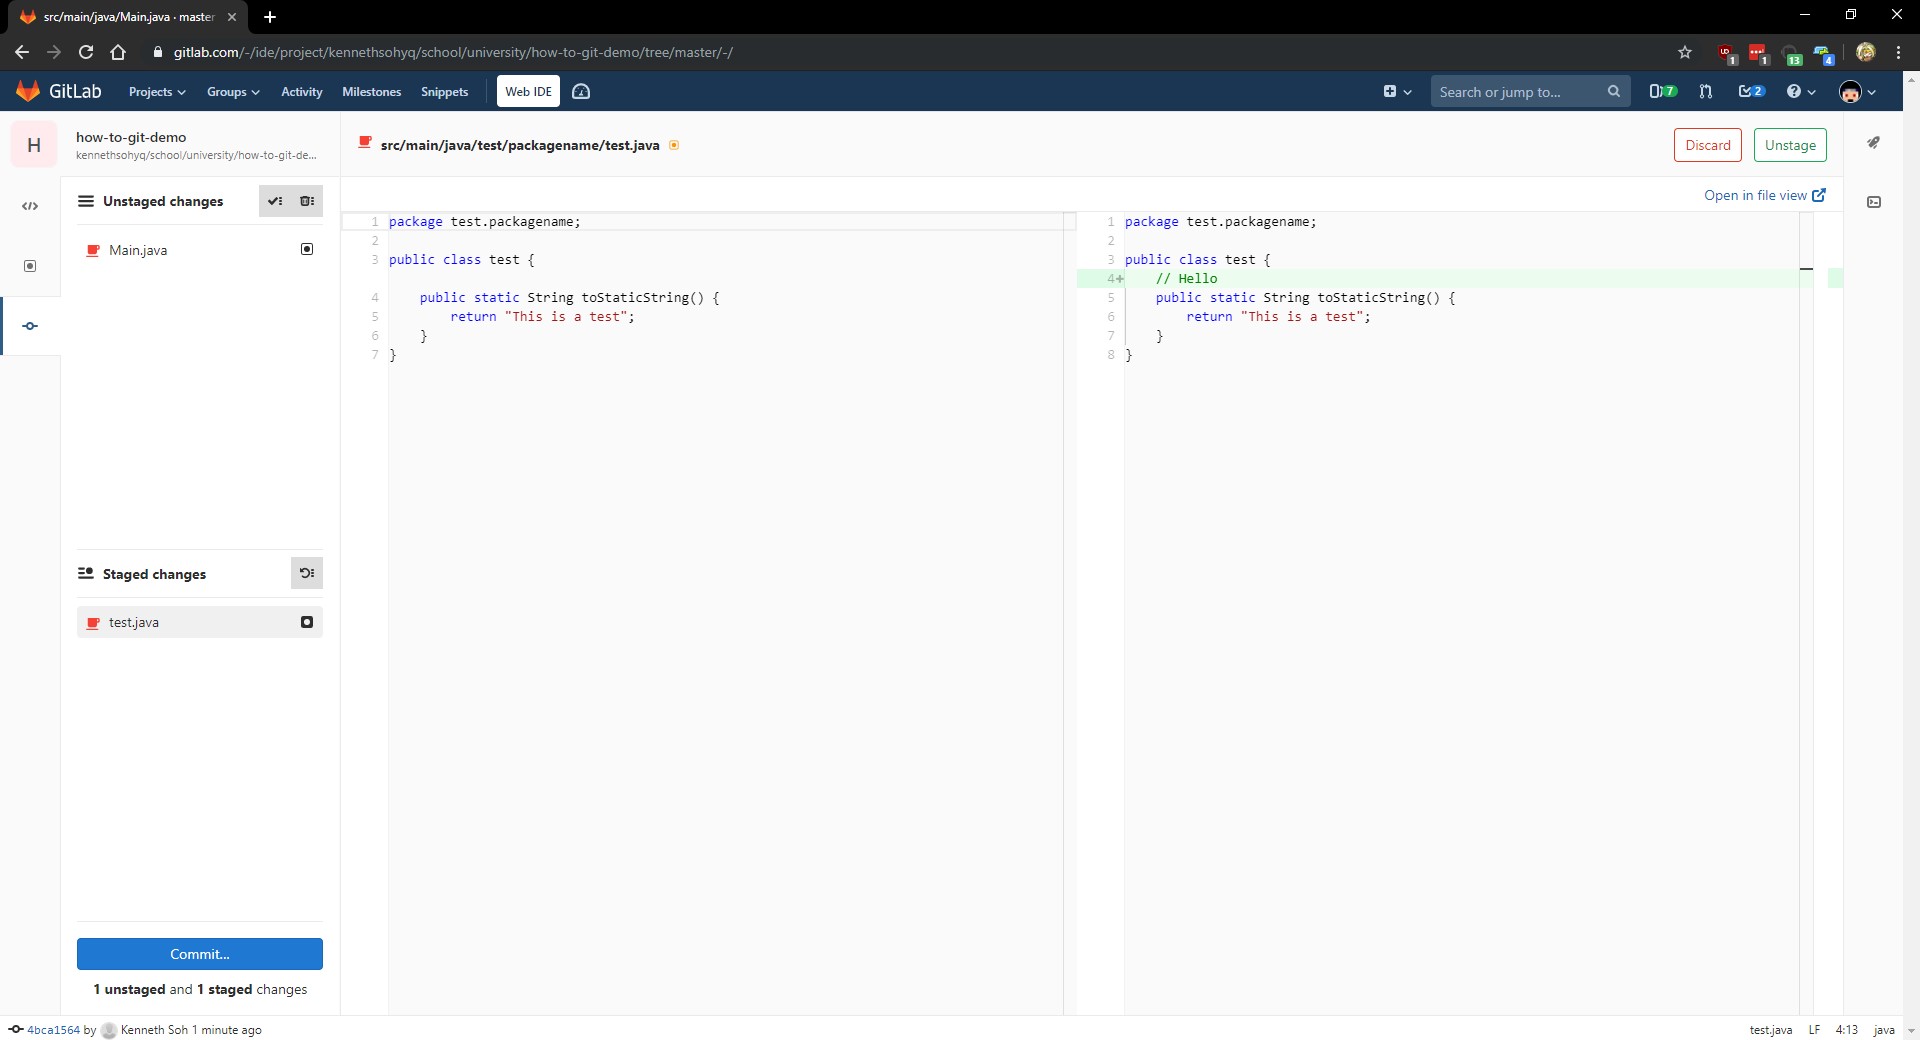 src/main/java/Main.java · master
gitlab.com/-/ide/project/kennethsohyq/school/university/how-to-git-demo/tree/master/-/
1
1
13
4
GitLab
Projects
Groups
Activity
Milestones
Snippets
Web IDE
Search or jump to...
7
2
H
how-to-git-demo
kennethsohyq/school/university/how-to-git-de...
src/main/java/test/packagename/test.java
Discard
Unstage
Unstaged changes
Open in file view
Main.java
1 package test.packagename;
2
3 public class test {
4 public static String toStaticString() {
5 return "This is a test";
6 }
7 }
1 package test.packagename;
2
3 public class test {
4+ // Hello
5 public static String toStaticString() {
6 return "This is a test";
7 }
8 }
Staged changes
test.java
Commit...
1 unstaged and 1 staged changes
4bca1564 by Kenneth Soh 1 minute ago
test.java LF 4:13 java